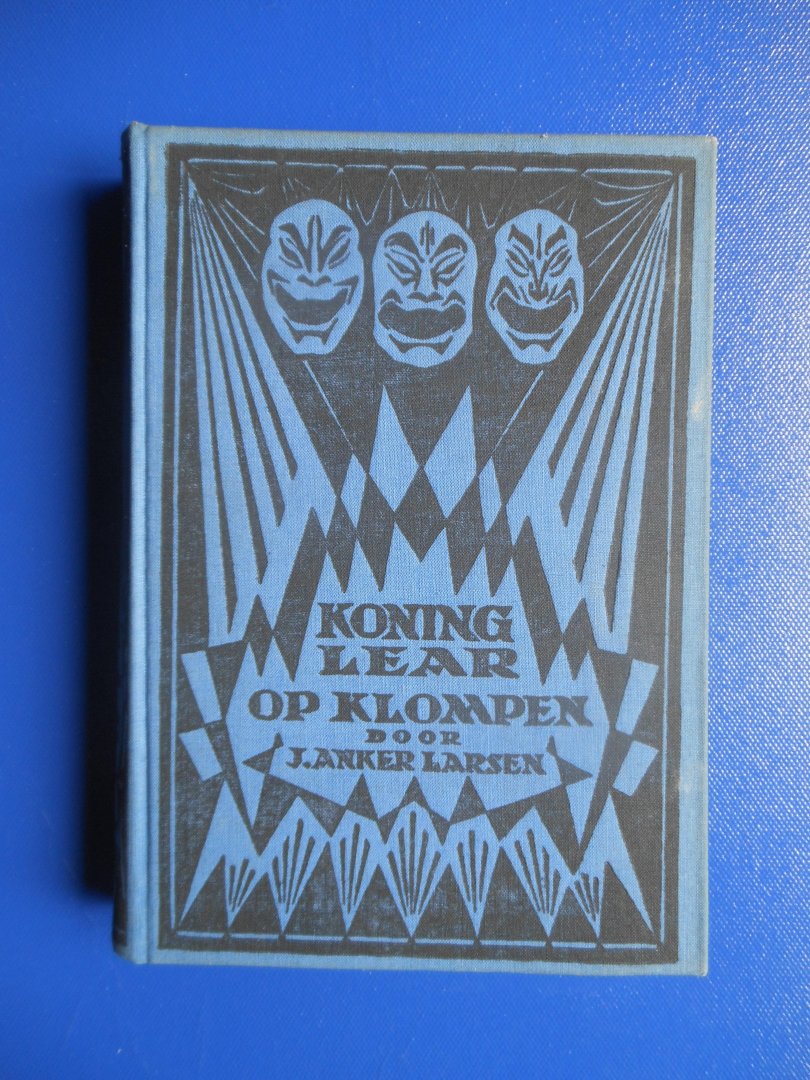 KONING
LEAR
OP KLOMPEN
DOOR
J. ANKER LARSEN